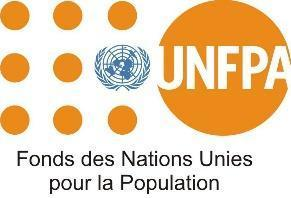 UNFPA
Fonds des Nations Unies
pour la Population